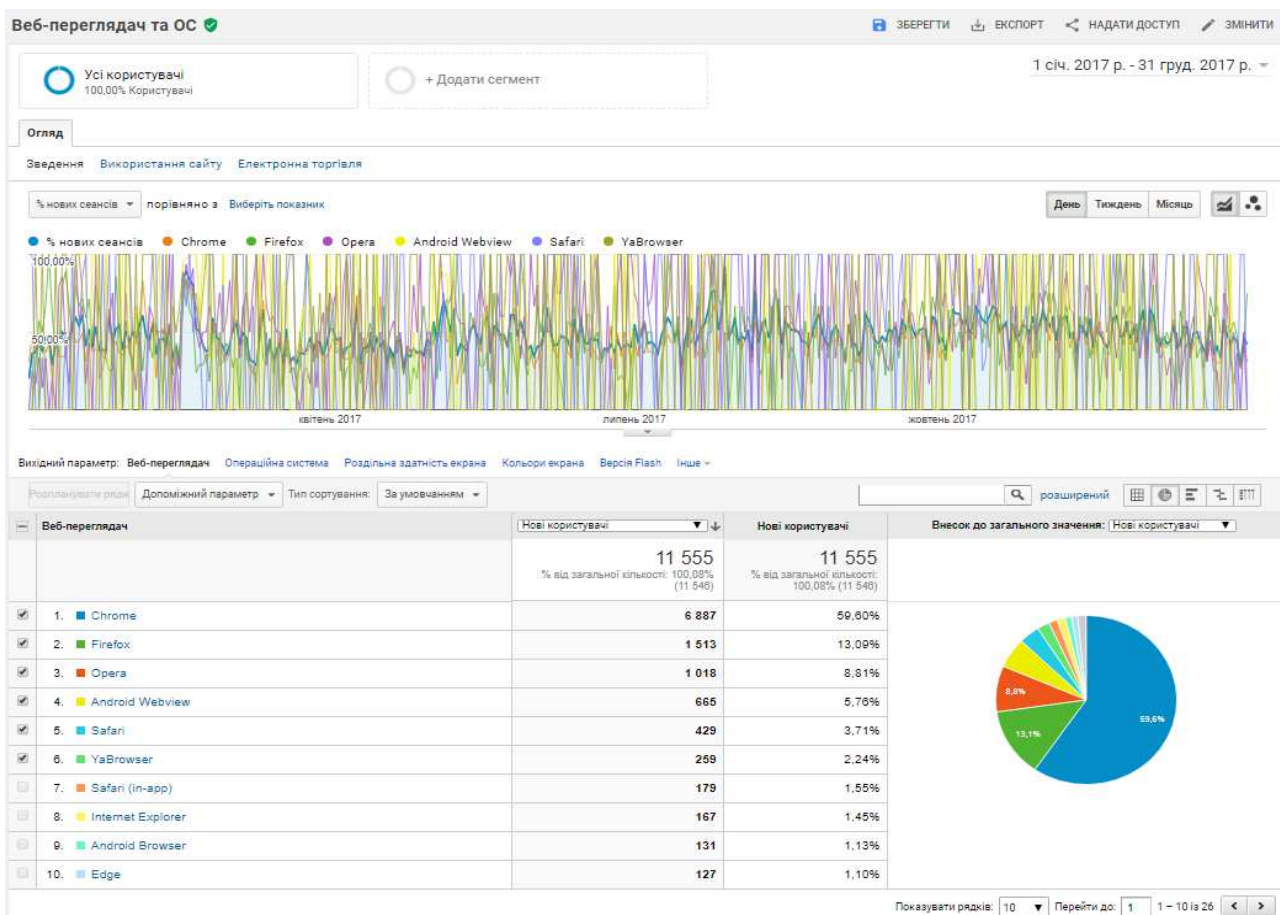 Веб-переглядач та ОС
ЗБЕРЕГТИ ЕКСПОРТ НАДАТИ ДОСТУП ЗМІНИТИ
Усі користувачі
100,00% Користувачі
+ Додати сегмент
1 січ. 2017 р. - 31 груд. 2017 р.
Огляд
Зведення Використання сайту Електронна торгівля
% нових сеансів порівняно з Виберіть показник
День Тиждень Місяць
% нових сеансів Chrome Firefox Opera Android Webview Safari YaBrowser
100,00%
50,00%
квітень 2017 липень 2017 жовтень 2017
Вихідний параметр: Веб-переглядач Операційна система Роздільна здатність екрана Кольори екрана Версія Flash Інше
Розпланувати ряди Допоміжний параметр Тип сортування: За умовчанням розширений
Веб-переглядач Нові користувачі Нові користувачі Внесок до загального значення: Нові користувачі
11 555 11 555
% від загальної кількості: 100,08% (11 546) % від загальної кількості: 100,08% (11 546)
1. Chrome 6 887 59,60%
2. Firefox 1 513 13,09%
3. Opera 1 018 8,81%
4. Android Webview 665 5,76%
5. Safari 429 3,71%
6. YaBrowser 259 2,24%
7. Safari (in-app) 179 1,55%
8. Internet Explorer 167 1,45%
9. Android Browser 131 1,13%
10. Edge 127 1,10%
8,8%
59,6%
13,1%
Показувати рядків: 10 Перейти до: 1 1 – 10 із 26